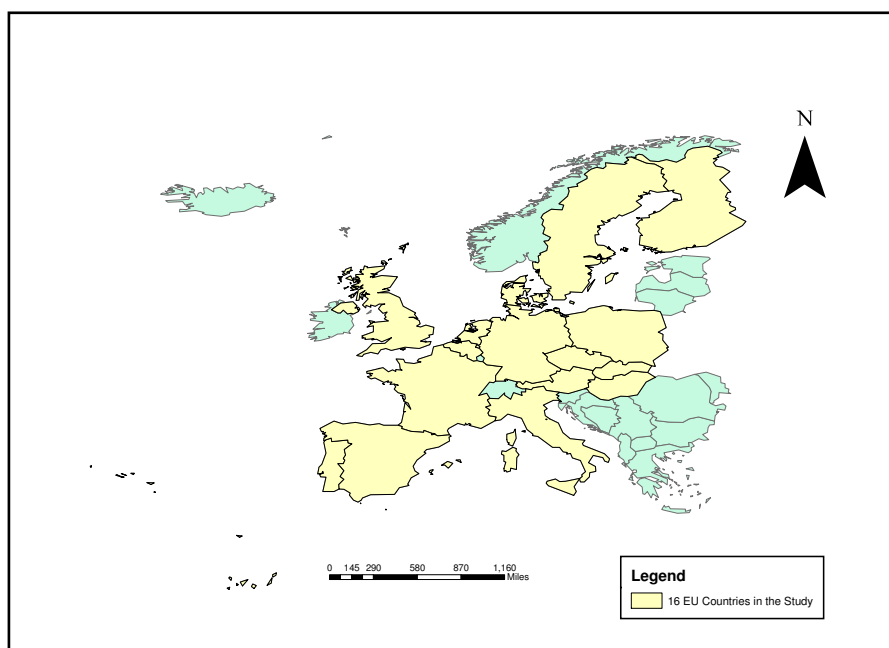 N
0 145 290 580 870 1,160
Miles
Legend
16 EU Countries in the Study